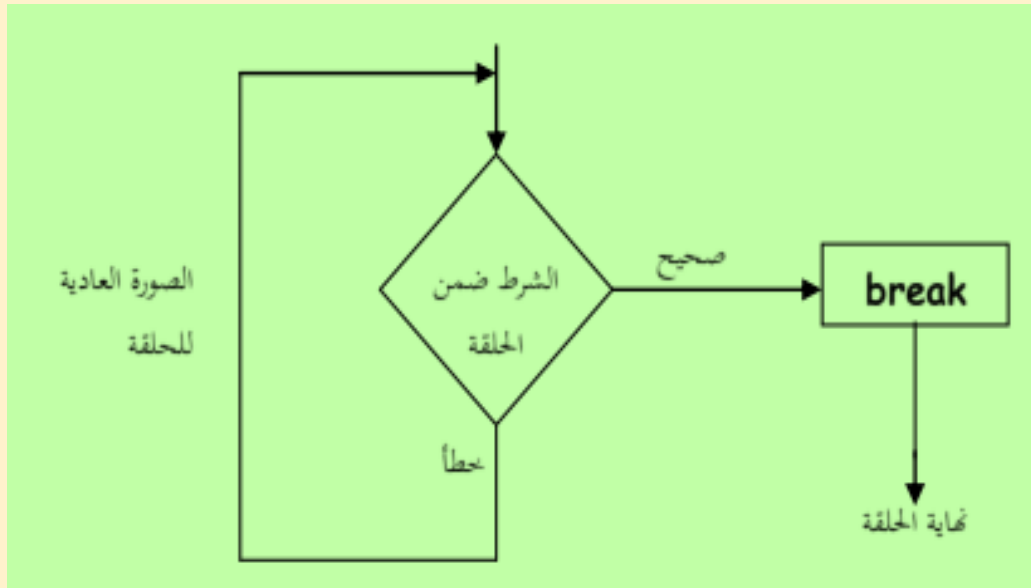 صحيح
break
الشرط ضمن
الحلقة
الصورة العادية
للحلقة
خطأ
نهاية الحلقة